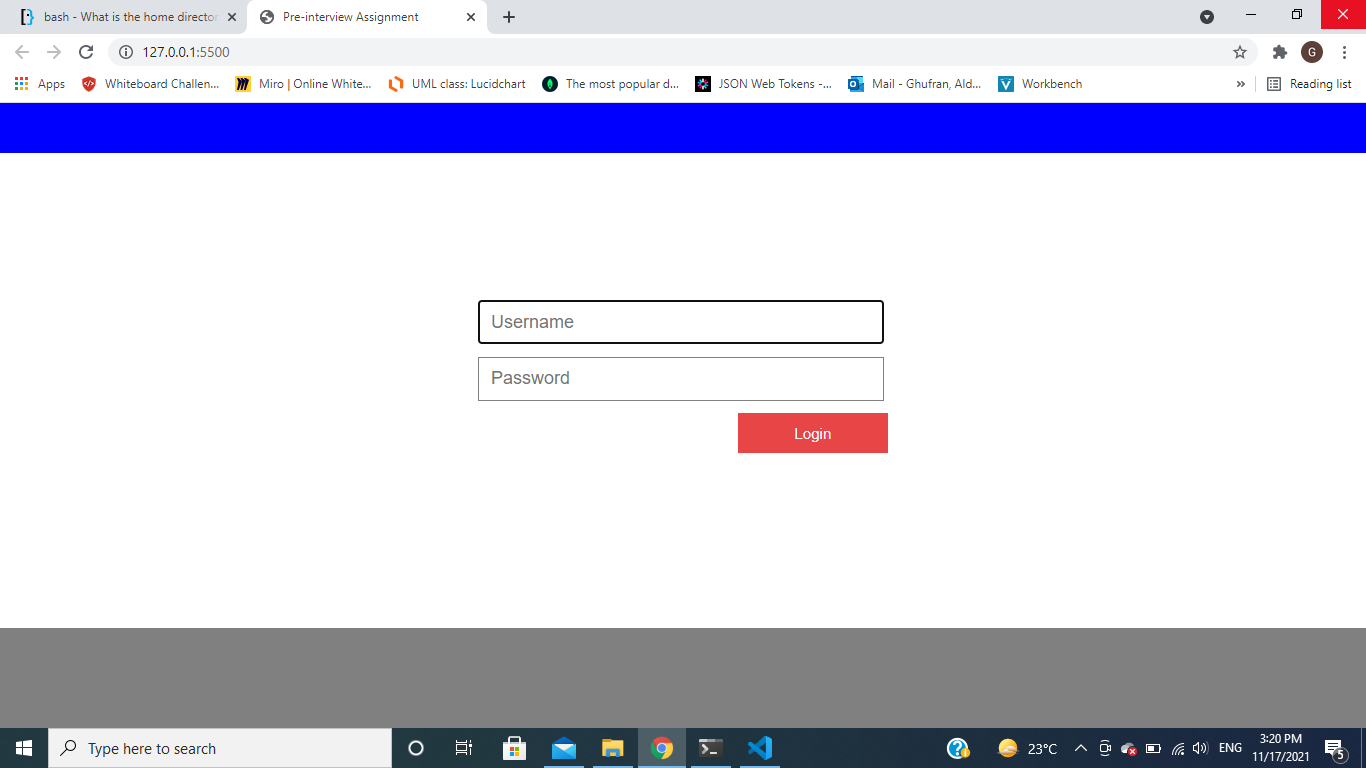 bash - What is the home director
Pre-interview Assignment
127.0.0.1:5500
G
Apps
Whiteboard Challen...
Miro | Online White...
UML class: Lucidchart
The most popular d...
JSON Web Tokens -...
Mail - Ghufran, Ald...
Workbench
»
Reading list
Username
Password
Login
Type here to search
23°C
ENG
3:20 PM
11/17/2021
5